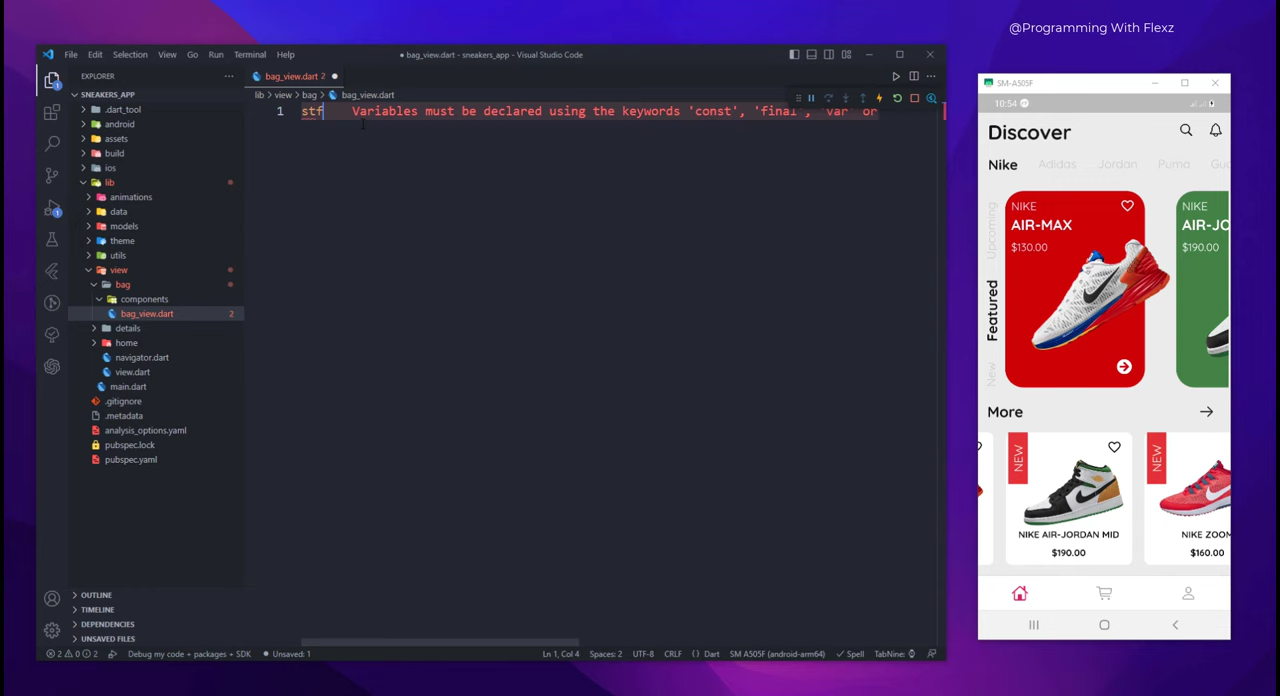 @Programming With Flexz
File Edit Selection View Go Run Terminal Help
● bag_view.dart - sneakers_app - Visual Studio Code
EXPLORER
SNEAKERS_APP
.dart_tool
android
assets
build
ios
lib
animations
data
models
theme
utils
view
bag
components
bag_view.dart 2
details
home
navigator.dart
view.dart
main.dart
.gitignore
.metadata
analysis_options.yaml
pubspec.lock
pubspec.yaml
OUTLINE
TIMELINE
DEPENDENCIES
UNSAVED FILES
bag_view.dart 2
lib > view > bag > bag_view.dart
1 stf Variables must be declared using the keywords 'const', 'final', 'var' or
2 0 2 Debug my code + packages + SDK Unsaved: 1 Ln 1, Col 4 Spaces: 2 UTF-8 CRLF { } Dart SM A505F (android-arm64) Spell TabNine:
SM-A505F
10:54
Discover
Nike Adidas Jordan Puma Guc
Upcoming
Featured
New
NIKE
AIR-MAX
$130.00
NIKE
AIR-JO
$190.00
More
NEW
NIKE AIR-JORDAN MID
$190.00
NEW
NIKE ZOOM
$160.00